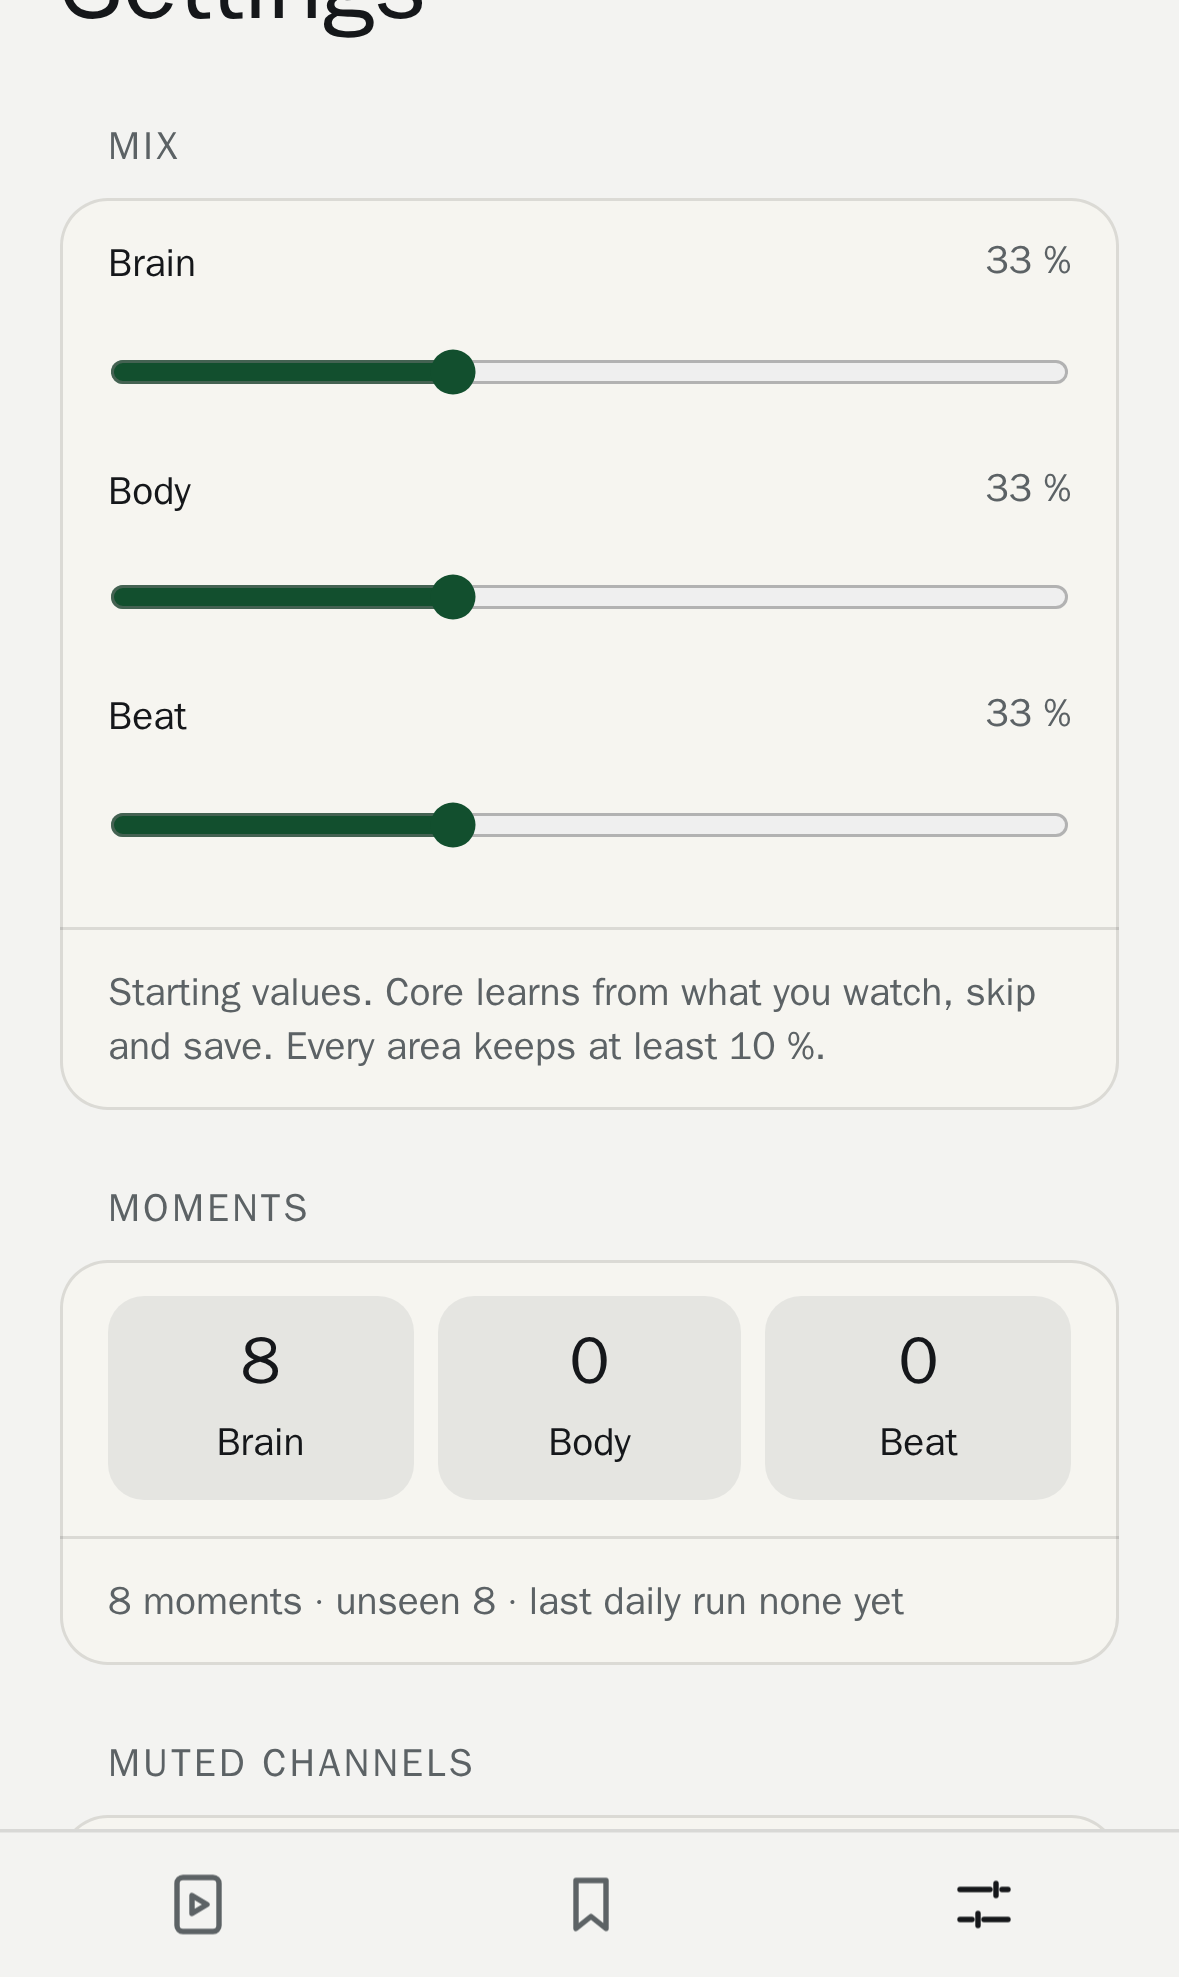 Settings
MIX
Brain
33 %
Body
33 %
Beat
33 %
Starting values. Core learns from what you watch, skip
and save. Every area keeps at least 10 %.
MOMENTS
8
Brain
0
Body
0
Beat
8 moments · unseen 8 · last daily run none yet
MUTED CHANNELS